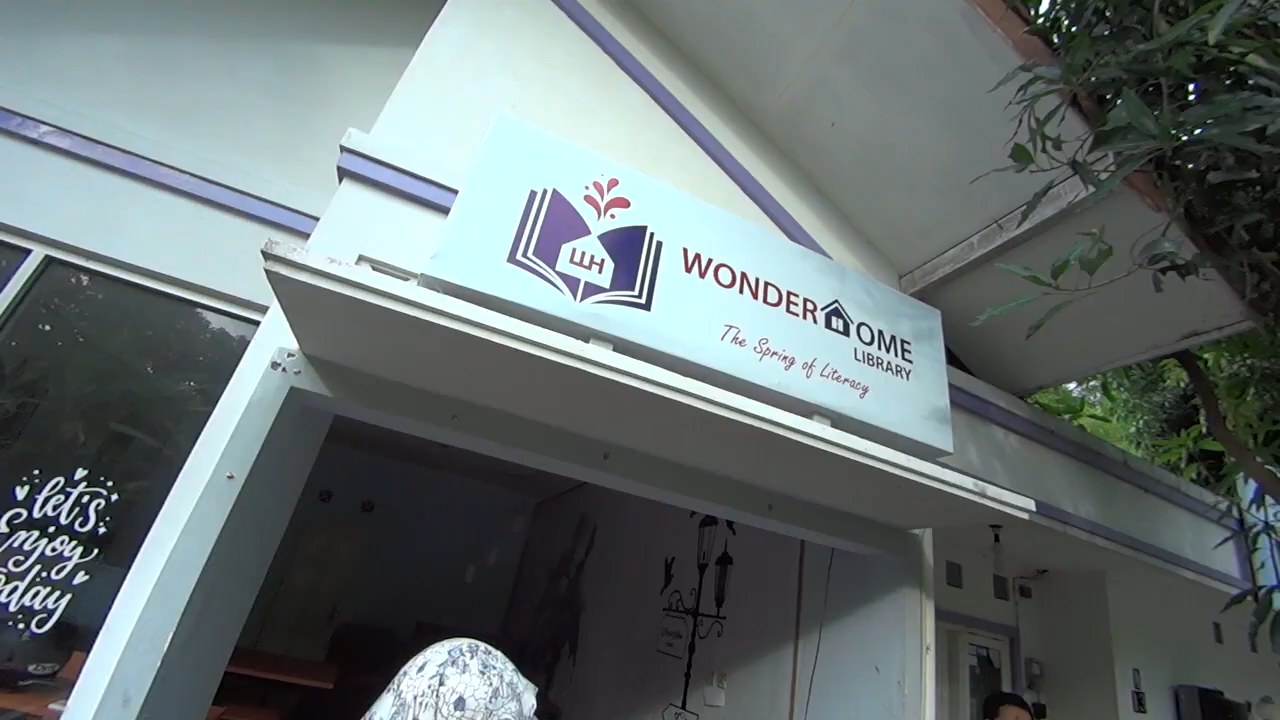 WH
WONDERHOME
LIBRARY
The Spring of Literacy
let's
Enjoy
today